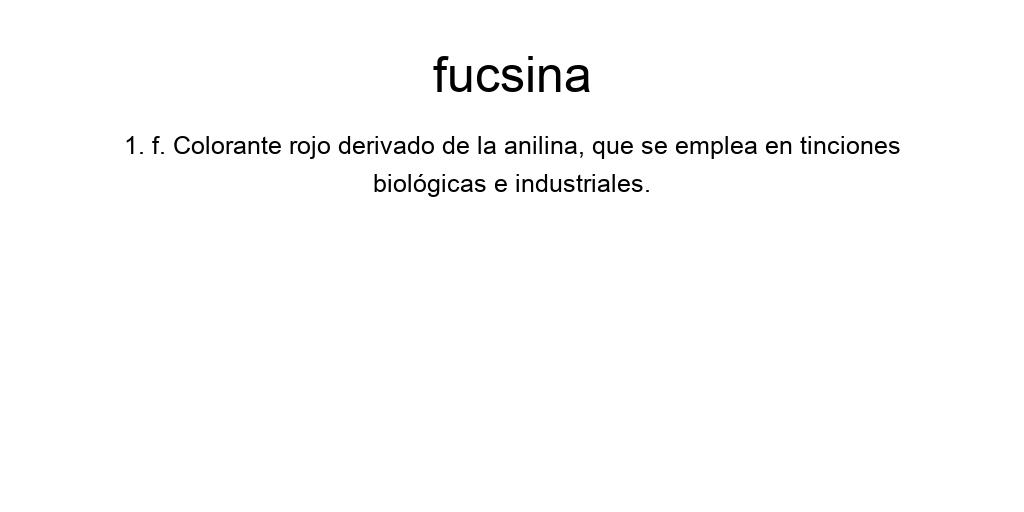 fucsina
1. f. Colorante rojo derivado de la anilina, que se emplea en tinciones
biológicas e industriales.